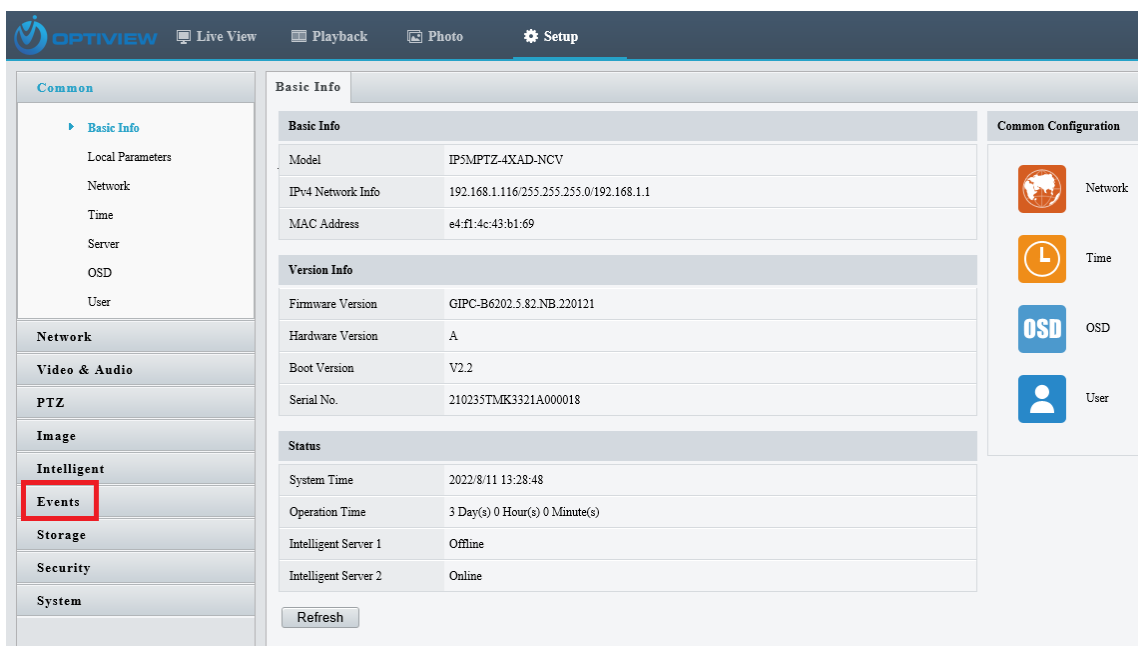 OPTIVIEW Live View Playback Photo Setup
Common
Basic Info
Local Parameters
Network
Time
Server
OSD
User
Network
Video & Audio
PTZ
Image
Intelligent
Events
Storage
Security
System
Basic Info
Basic Info
Model IP5MPTZ-4XAD-NCV
IPv4 Network Info 192.168.1.116/255.255.255.0/192.168.1.1
MAC Address e4:f1:4c:43:b1:69
Version Info
Firmware Version GIPC-B6202.5.82.NB.220121
Hardware Version A
Boot Version V2.2
Serial No. 210235TMK3321A000018
Status
System Time 2022/8/11 13:28:48
Operation Time 3 Day(s) 0 Hour(s) 0 Minute(s)
Intelligent Server 1 Offline
Intelligent Server 2 Online
Refresh
Common Configuration
Network
Time
OSD OSD
User